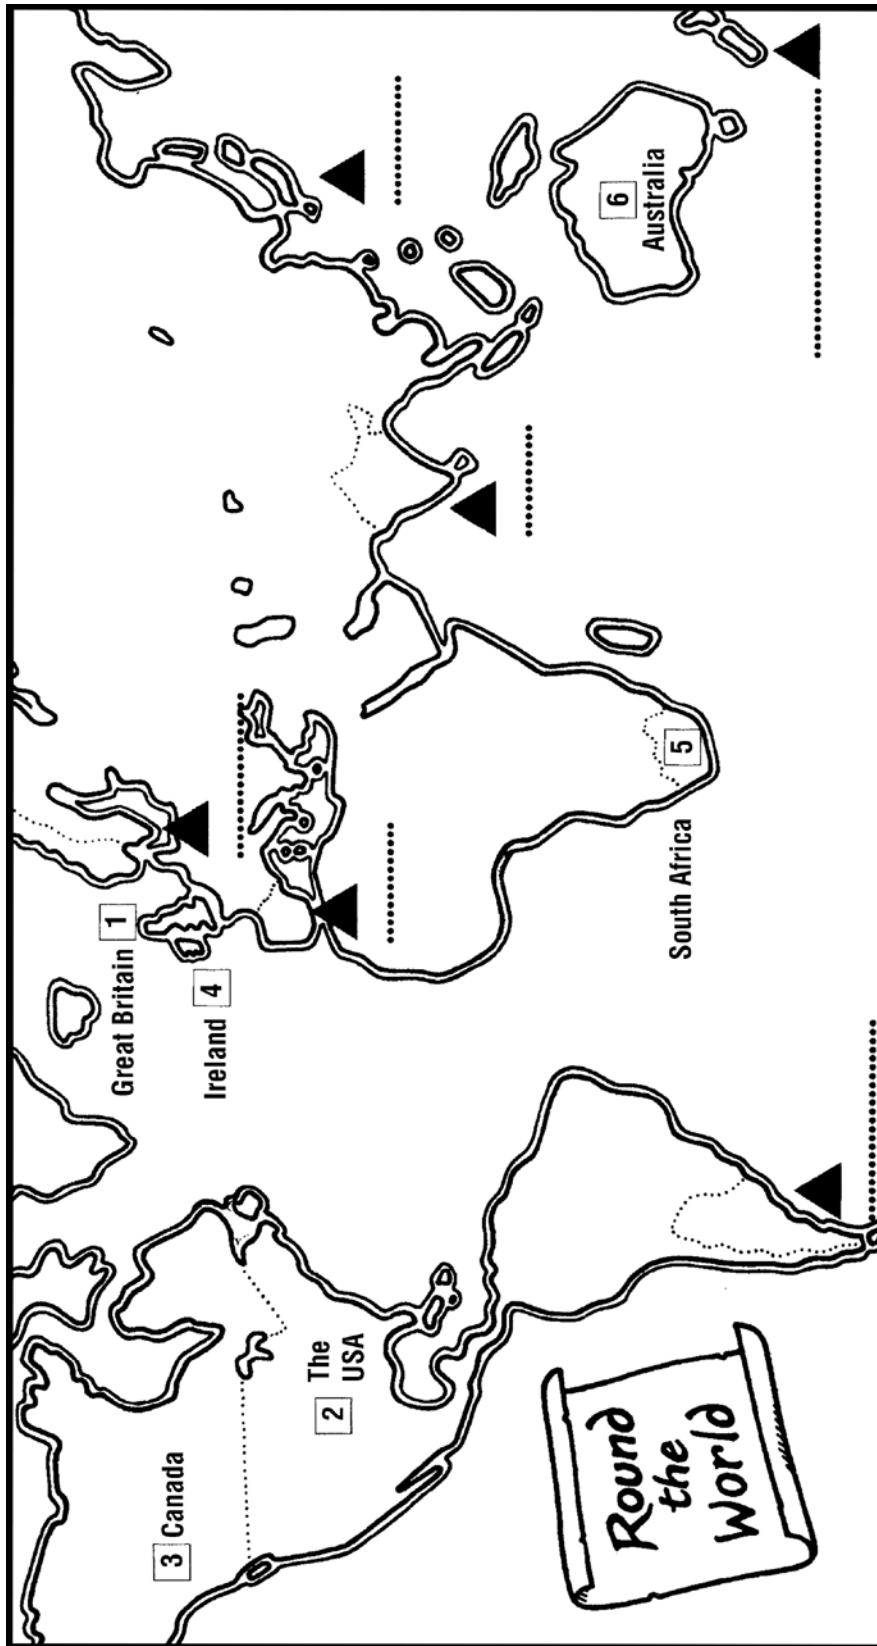 3 Canada
2 The
USA
Great Britain 1
Ireland 4
South Africa
5
6
Australia
Round
the
World